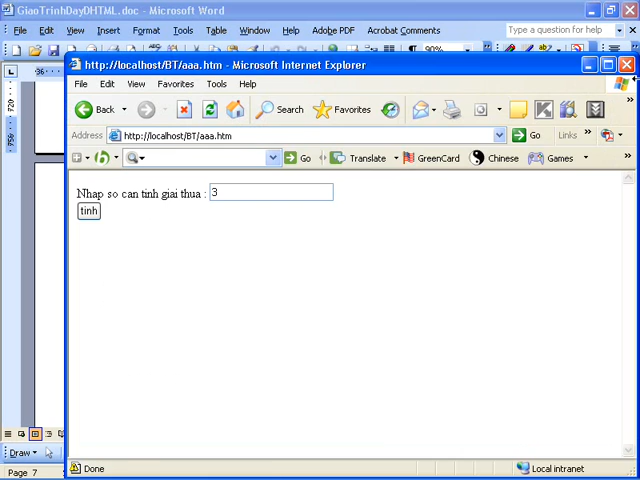 GiaoTrinhDayDHTML.doc - Microsoft Word
File Edit View Insert Format Tools Table Window Help Adobe PDF Acrobat Comments Type a question for help
90%
http://localhost/BT/aaa.htm - Microsoft Internet Explorer
File Edit View Favorites Tools Help
Back Search Favorites
Address http://localhost/BT/aaa.htm Go Links
Go Translate GreenCard Chinese Games
Nhap so can tinh giai thua : 3
tinh
Draw
Done Local intranet
Page 7